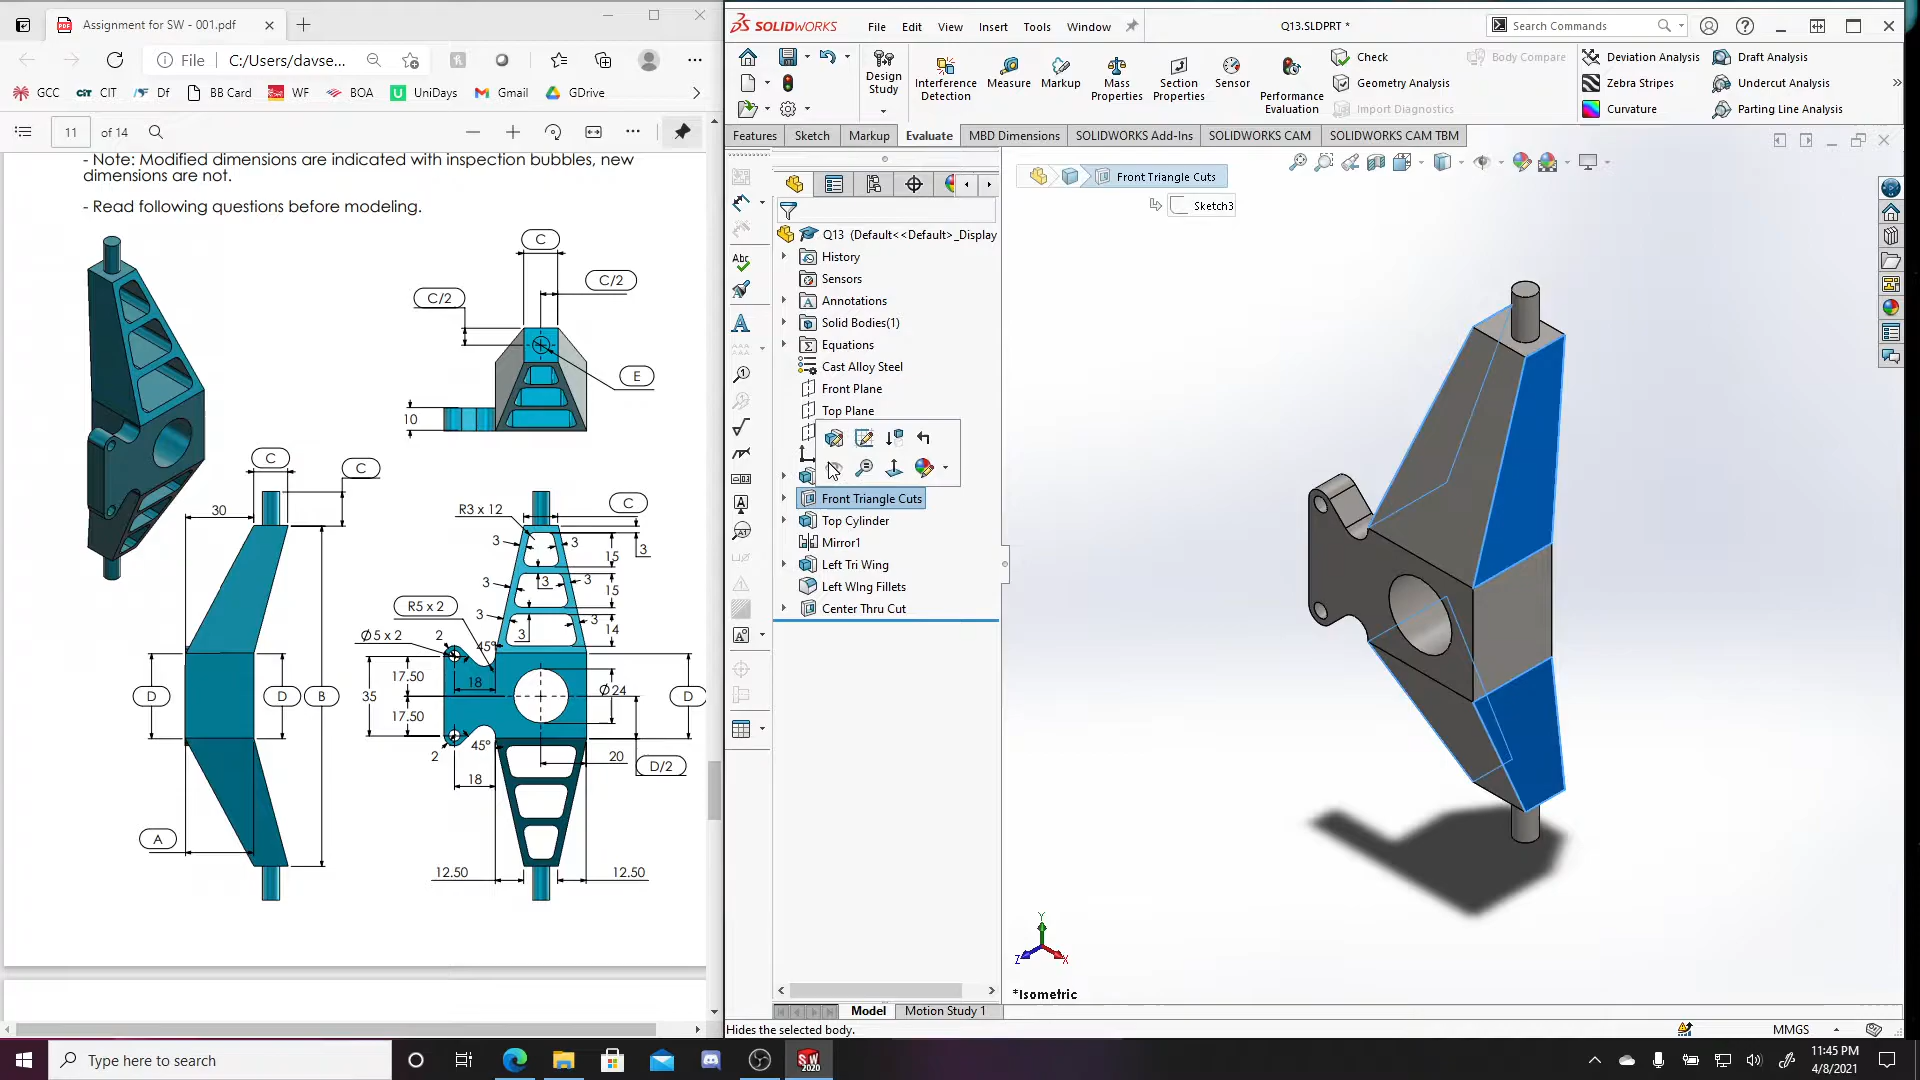 Assignment for SW - 001.pdf
File
C:/Users/davse...
GCC
CIT CIT
Df
BB Card
WF
BOA
UniDays
Gmail
GDrive
11
of 14
- Note: Modified dimensions are indicated with inspection bubbles, new
dimensions are not.
- Read following questions before modeling.
C
C/2
C/2
E
10
C
C
30
D
D
B
A
R3 x 12
C
3
3
3
15
3
3
3
15
3
3
3
14
R5 x 2
Ø 5 x 2
2
45°
17.50
18
35
17.50
Ø24
D
2
45°
18
20
D/2
12.50
12.50
SOLIDWORKS
File
Edit
View
Insert
Tools
Window
Q13.SLDPRT *
Search Commands
Design
Study
Interference
Detection
Measure
Markup
Mass
Properties
Section
Properties
Sensor
Performance
Evaluation
Check
Geometry Analysis
Import Diagnostics
Body Compare
Deviation Analysis
Zebra Stripes
Curvature
Draft Analysis
Undercut Analysis
Parting Line Analysis
Features
Sketch
Markup
Evaluate
MBD Dimensions
SOLIDWORKS Add-Ins
SOLIDWORKS CAM
SOLIDWORKS CAM TBM
Front Triangle Cuts
Sketch3
Q13 (Default<<Default>_Display
History
Sensors
Annotations
Solid Bodies(1)
Equations
Cast Alloy Steel
Front Plane
Top Plane
Front Triangle Cuts
Top Cylinder
Mirror1
Left Tri Wing
Left WIng Fillets
Center Thru Cut
Abc
Y
Z
X
*Isometric
Model
Motion Study 1
Hides the selected body.
MMGS
Type here to search
SW
2020
11:45 PM
4/8/2021